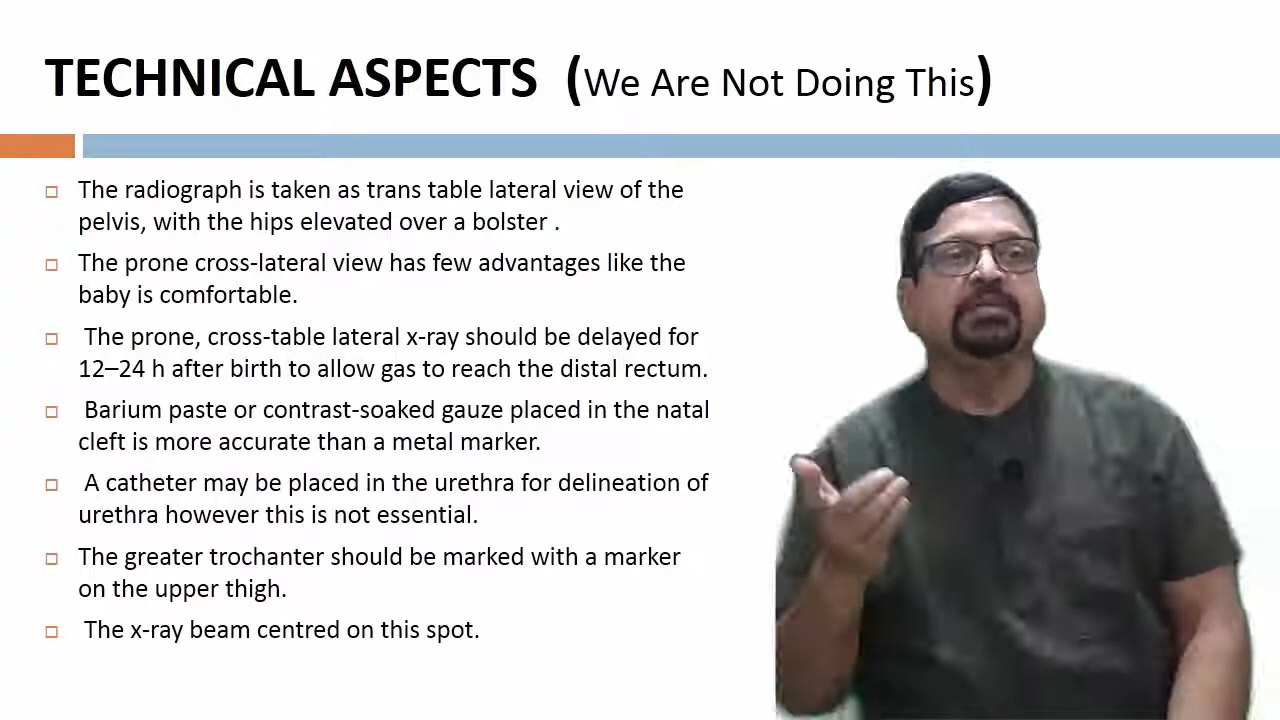 TECHNICAL ASPECTS (We Are Not Doing This)
The radiograph is taken as trans table lateral view of the
pelvis, with the hips elevated over a bolster .
The prone cross-lateral view has few advantages like the
baby is comfortable.
The prone, cross-table lateral x-ray should be delayed for
12–24 h after birth to allow gas to reach the distal rectum.
Barium paste or contrast-soaked gauze placed in the natal
cleft is more accurate than a metal marker.
A catheter may be placed in the urethra for delineation of
urethra however this is not essential.
The greater trochanter should be marked with a marker
on the upper thigh.
The x-ray beam centred on this spot.